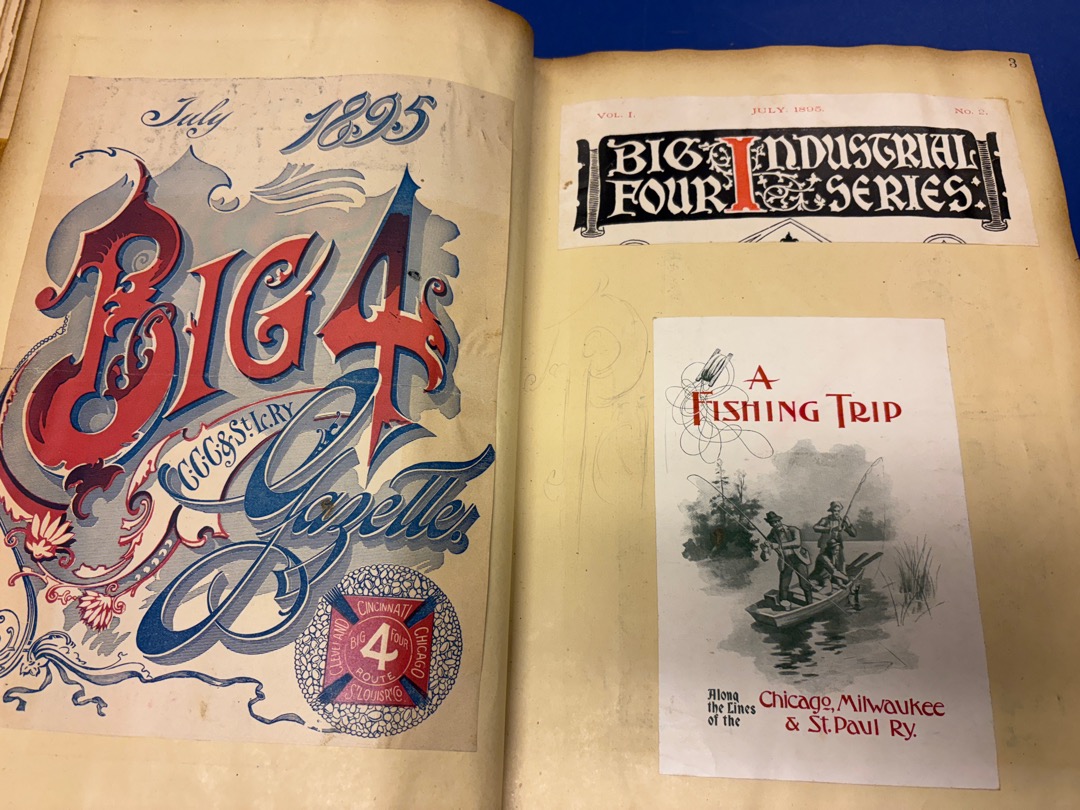 July 1895
BIG 4
C.C.C & St. L. Ry
Gazette.
CINCINNATI
CLEVELAND
CHICAGO
BIG FOUR
4
ROUTE
ST. LOUIS RY. CO
3
VOL. I. JULY. 1895. NO. 2.
BIG INDUSTRIAL
FOUR SERIES:
A
FISHING TRIP
Along
the Lines
of the
Chicago, Milwaukee
& St. Paul Ry.